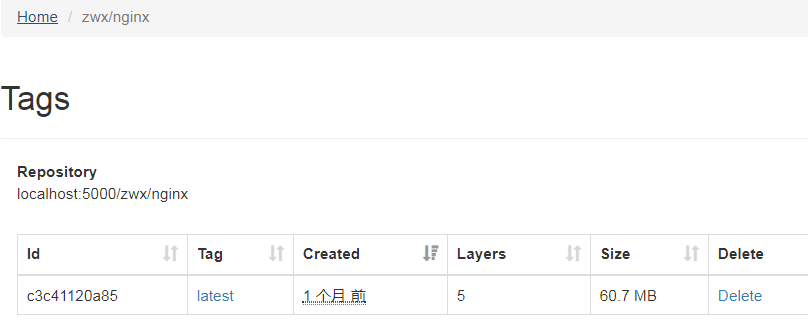 Home / zwx/nginx
Tags
Repository
localhost:5000/zwx/nginx
Id Tag Created Layers Size Delete
c3c41120a85 latest 1 个月 前 5 60.7 MB Delete